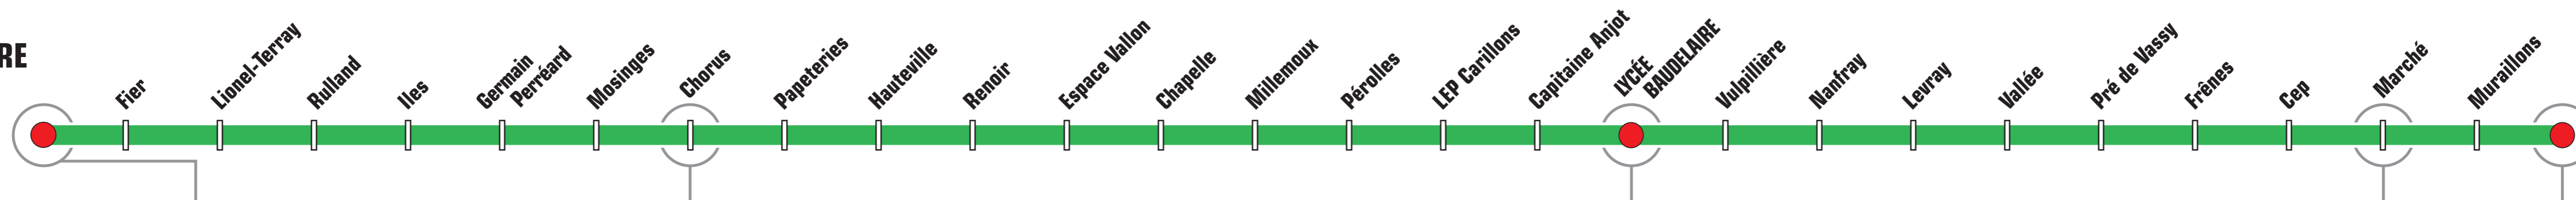 RE
Fier
Lionel-Terray
Rulland
Iles
Germain
Perréard
Mosinges
Chorus
Papeteries
Hauteville
Renoir
Espace Vallon
Chapelle
Millemoux
Pérolles
LEP Carillons
Capitaine Anjot
LYCÉE
BAUDELAIRE
Vulpillière
Nanfray
Levray
Vallée
Pré de Vassy
Frênes
Cep
Marché
Muraillons